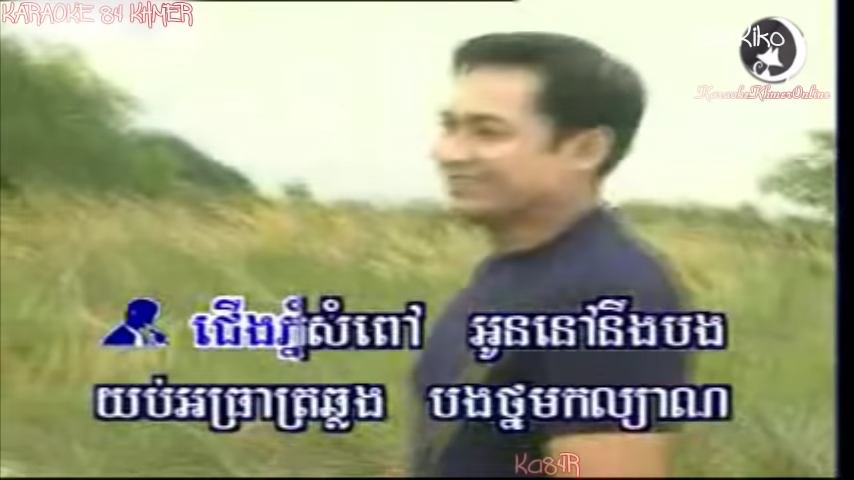 KARAOKE 84 KHMER
Kiko
KaraokeKhmerOnline
ជើងភ្នំសំពៅ អូននៅនឹងបង
យប់អធ្រាត្រឆ្លង បងថ្នមកល្យាណ
Ka84R